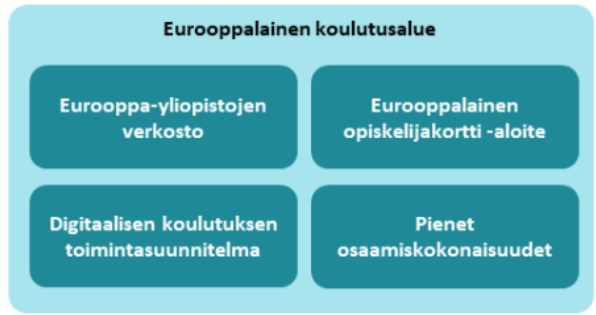 Eurooppalainen koulutusalue
Eurooppa-yliopistojen
verkosto
Eurooppalainen
opiskelijakortti -aloite
Digitaalisen koulutuksen
toimintasuunnitelma
Pienet
osaamiskokonaisuudet